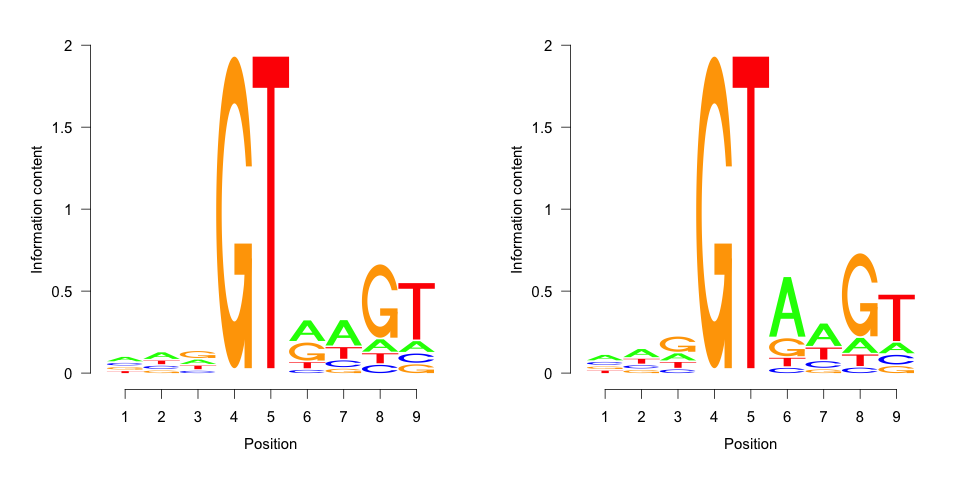 Information content
2
1.5
1
0.5
0
A A G G T A A G T
C T A G T A A
G C T T C T C
T G C C G C G
1 2 3 4 5 6 7 8 9
Position
Information content
2
1.5
1
0.5
0
A A G G T A A G T
C T A G T A A
G C T T C T C
T G C C G C G
1 2 3 4 5 6 7 8 9
Position